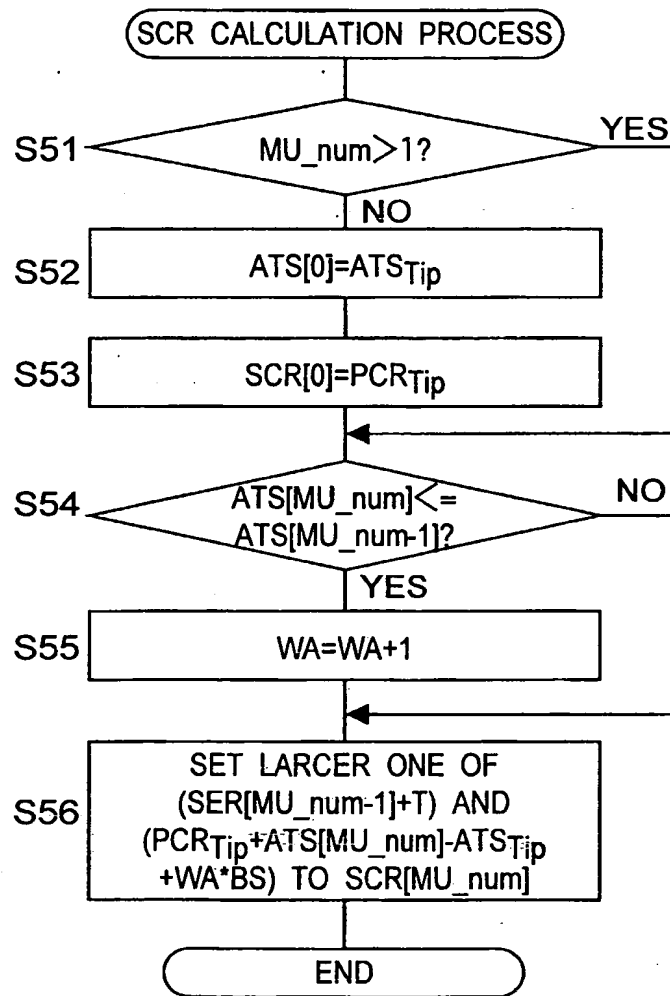 SCR CALCULATION PROCESS
S51
MU_num>1?
YES
NO
S52
ATS[0]=ATSTip
S53
SCR[0]=PCRTip
S54
ATS[MU_num]<=
ATS[MU_num-1]?
NO
YES
S55
WA=WA+1
S56
SET LARCER ONE OF
(SER[MU_num-1]+T) AND
(PCRTip+ATS[MU_num]-ATSTip
+WA*BS) TO SCR[MU_num]
END